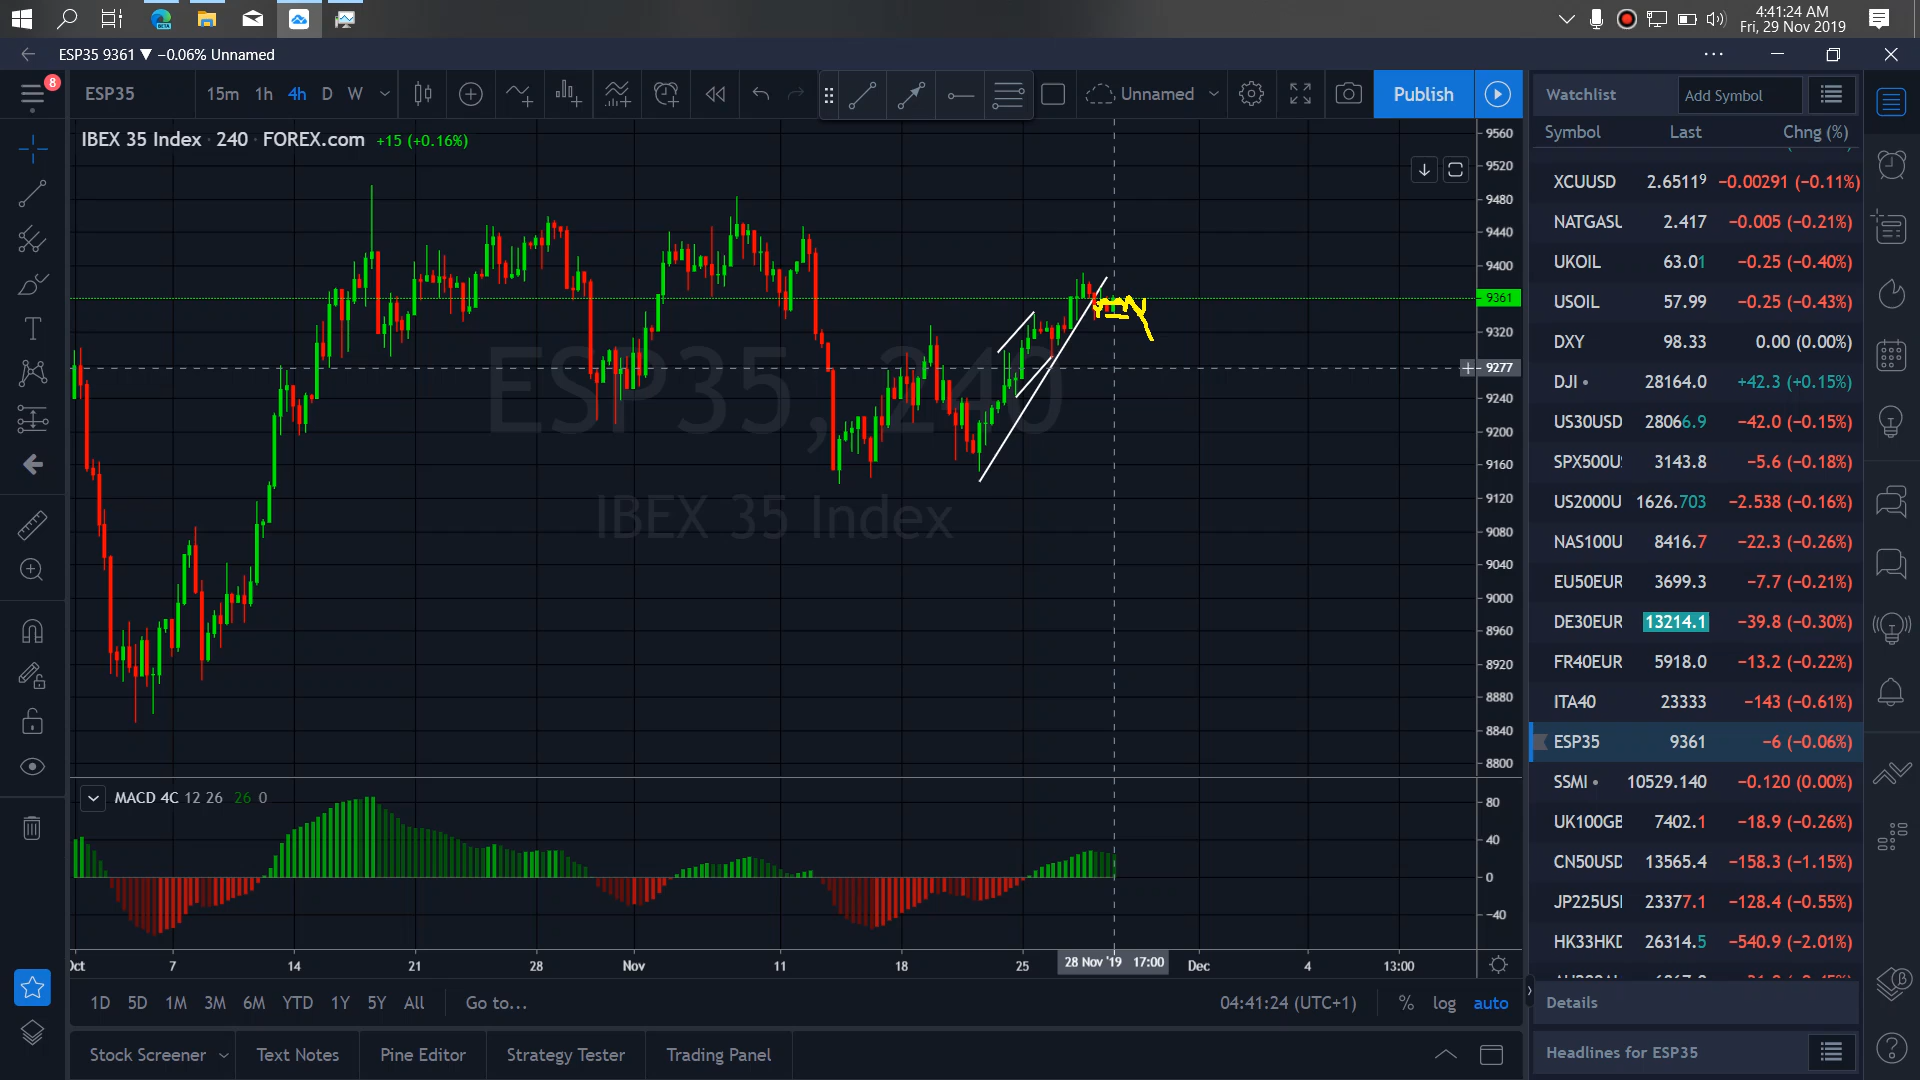 4:41:24 AM
Fri, 29 Nov 2019
ESP35 9361 ▼ −0.06% Unnamed
8
ESP35 15m 1h 4h D W Unnamed Publish
IBEX 35 Index · 240 · FOREX.com +15 (+0.16%)
ESP35, 240
IBEX 35 Index
9560
9520
9480
9440
9400
9361
9320
9277
9240
9200
9160
9120
9080
9040
9000
8960
8920
8880
8840
8800
MACD 4C 12 26 26 0
80
40
0
−40
Oct 7 14 21 28 Nov 11 18 25 28 Nov '19 17:00 Dec 4 13:00
1D 5D 1M 3M 6M YTD 1Y 5Y All Go to... 04:41:24 (UTC+1) % log auto
Stock Screener Text Notes Pine Editor Strategy Tester Trading Panel
Watchlist Add Symbol
Symbol Last Chng (%)
XCUUSD 2.65119 −0.00291 (−0.11%)
NATGASU 2.417 −0.005 (−0.21%)
UKOIL 63.01 −0.25 (−0.40%)
USOIL 57.99 −0.25 (−0.43%)
DXY 98.33 0.00 (0.00%)
DJI • 28164.0 +42.3 (+0.15%)
US30USD 28066.9 −42.0 (−0.15%)
SPX500U 3143.8 −5.6 (−0.18%)
US2000U 1626.703 −2.538 (−0.16%)
NAS100U 8416.7 −22.3 (−0.26%)
EU50EUR 3699.3 −7.7 (−0.21%)
DE30EUR 13214.1 −39.8 (−0.30%)
FR40EUR 5918.0 −13.2 (−0.22%)
ITA40 23333 −143 (−0.61%)
ESP35 9361 −6 (−0.06%)
SSMI • 10529.140 −0.120 (0.00%)
UK100GB 7402.1 −18.9 (−0.26%)
CN50USD 13565.4 −158.3 (−1.15%)
JP225USI 23377.1 −128.4 (−0.55%)
HK33HKD 26314.5 −540.9 (−2.01%)
Details
Headlines for ESP35